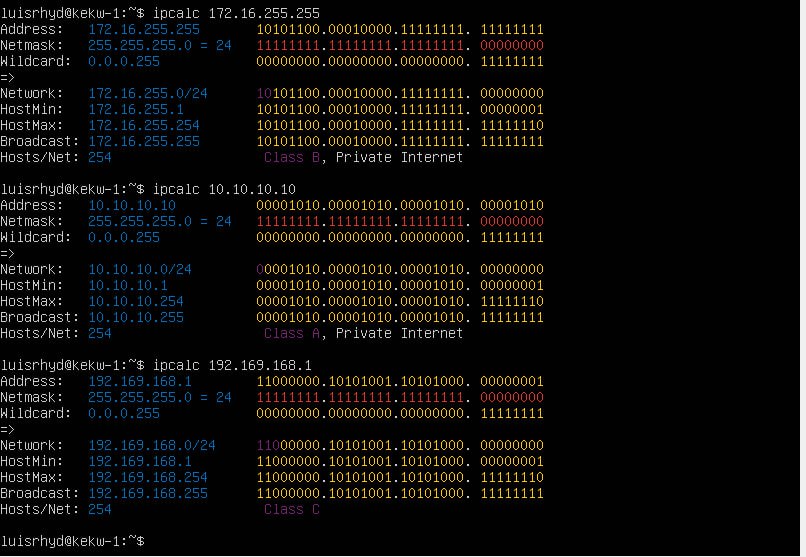 luisrhyd@kekw-1:~$ ipcalc 172.16.255.255
Address:   172.16.255.255       10101100.00010000.11111111. 11111111
Netmask:   255.255.255.0 = 24   11111111.11111111.11111111. 00000000
Wildcard:  0.0.0.255            00000000.00000000.00000000. 11111111
=>
Network:   172.16.255.0/24      10101100.00010000.11111111. 00000000
HostMin:   172.16.255.1         10101100.00010000.11111111. 00000001
HostMax:   172.16.255.254       10101100.00010000.11111111. 11111110
Broadcast: 172.16.255.255       10101100.00010000.11111111. 11111111
Hosts/Net: 254                   Class B, Private Internet
luisrhyd@kekw-1:~$ ipcalc 10.10.10.10
Address:   10.10.10.10          00001010.00001010.00001010. 00001010
Netmask:   255.255.255.0 = 24   11111111.11111111.11111111. 00000000
Wildcard:  0.0.0.255            00000000.00000000.00000000. 11111111
=>
Network:   10.10.10.0/24        00001010.00001010.00001010. 00000000
HostMin:   10.10.10.1           00001010.00001010.00001010. 00000001
HostMax:   10.10.10.254         00001010.00001010.00001010. 11111110
Broadcast: 10.10.10.255         00001010.00001010.00001010. 11111111
Hosts/Net: 254                   Class A, Private Internet
luisrhyd@kekw-1:~$ ipcalc 192.169.168.1
Address:   192.169.168.1        11000000.10101001.10101000. 00000001
Netmask:   255.255.255.0 = 24   11111111.11111111.11111111. 00000000
Wildcard:  0.0.0.255            00000000.00000000.00000000. 11111111
=>
Network:   192.169.168.0/24     11000000.10101001.10101000. 00000000
HostMin:   192.169.168.1        11000000.10101001.10101000. 00000001
HostMax:   192.169.168.254      11000000.10101001.10101000. 11111110
Broadcast: 192.169.168.255      11000000.10101001.10101000. 11111111
Hosts/Net: 254                   Class C
luisrhyd@kekw-1:~$